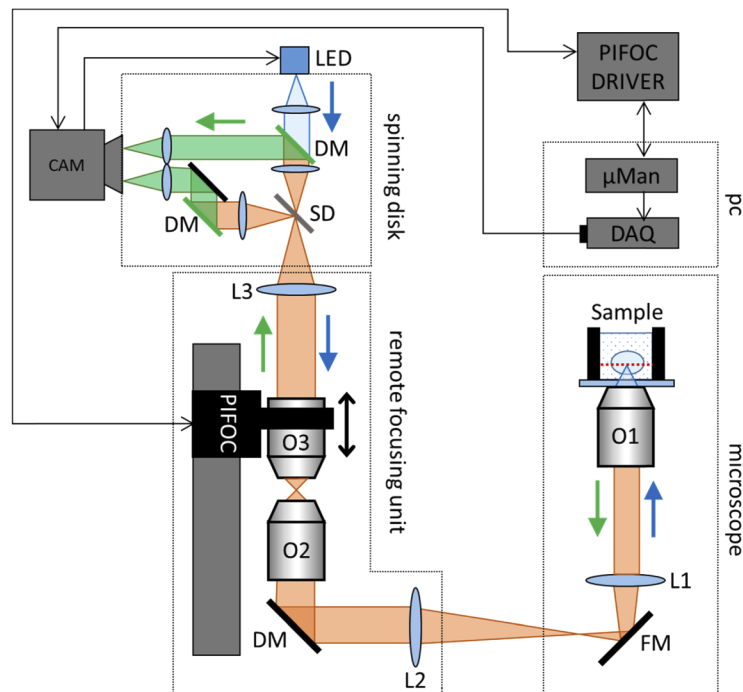 LED
PIFOC
DRIVER
CAM
DM
DM
SD
spinning disk
µMan
DAQ
pc
L3
Sample
PIFOC
O3
O2
remote focusing unit
O1
microscope
L1
FM
DM
L2